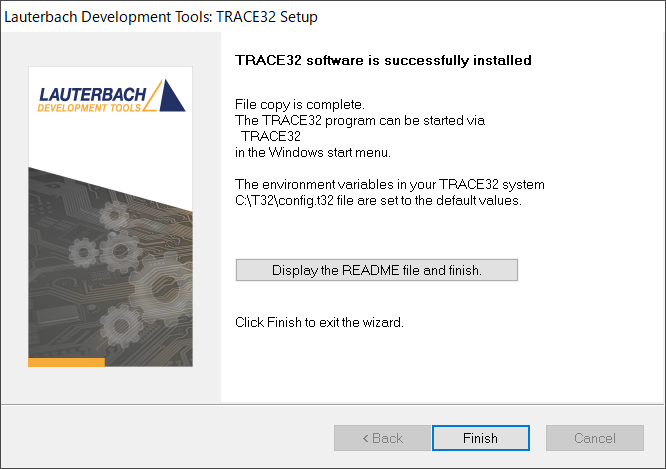 Lauterbach Development Tools: TRACE32 Setup
LAUTERBACH
DEVELOPMENT TOOLS
TRACE32 software is successfully installed
File copy is complete.
The TRACE32 program can be started via
TRACE32
in the Windows start menu.
The environment variables in your TRACE32 system
C:\T32\config.t32 file are set to the default values.
Display the README file and finish.
Click Finish to exit the wizard.
< Back
Finish
Cancel